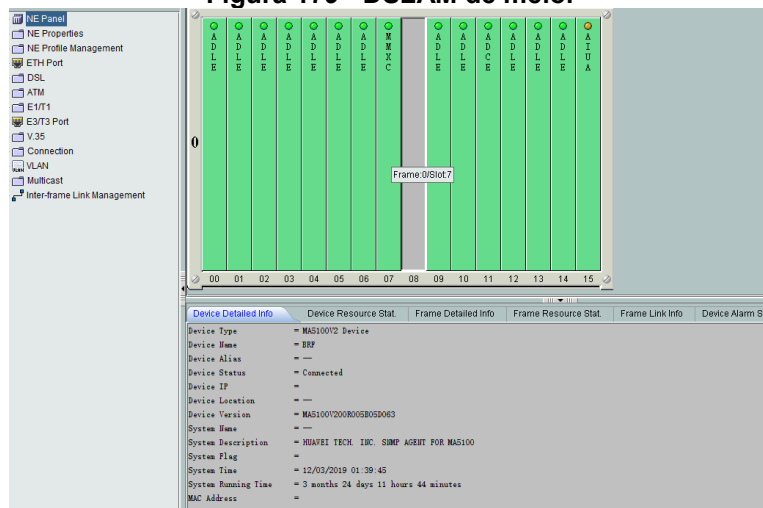 Figura - DSLAM
NE Panel
NE Properties
NE Profile Management
ETH Port
DSL
ATM
E1/T1
E3/T3 Port
V.35
Connection
VLAN
Multicast
Inter-frame Link Management
0
ADLE ADLE ADLE ADLE ADLE ADLE ADLE MMXC ADLE ADLE ADCE ADLE ADLE ADLE AIUA
Frame:0/Slot:7
00 01 02 03 04 05 06 07 08 09 10 11 12 13 14 15
Device Detailed Info Device Resource Stat. Frame Detailed Info Frame Resource Stat. Frame Link Info Device Alarm S
Device Type = MA5100V2 Device
Device Name = BRF
Device Alias = --
Device Status = Connected
Device IP =
Device Location = --
Device Version = MA5100V200R005B05D063
System Name = --
System Description = HUAWEI TECH. INC. SNMP AGENT FOR MA5100
System Flag =
System Time = 12/03/2019 01:39:45
System Running Time = 3 months 24 days 11 hours 44 minutes
MAC Address =